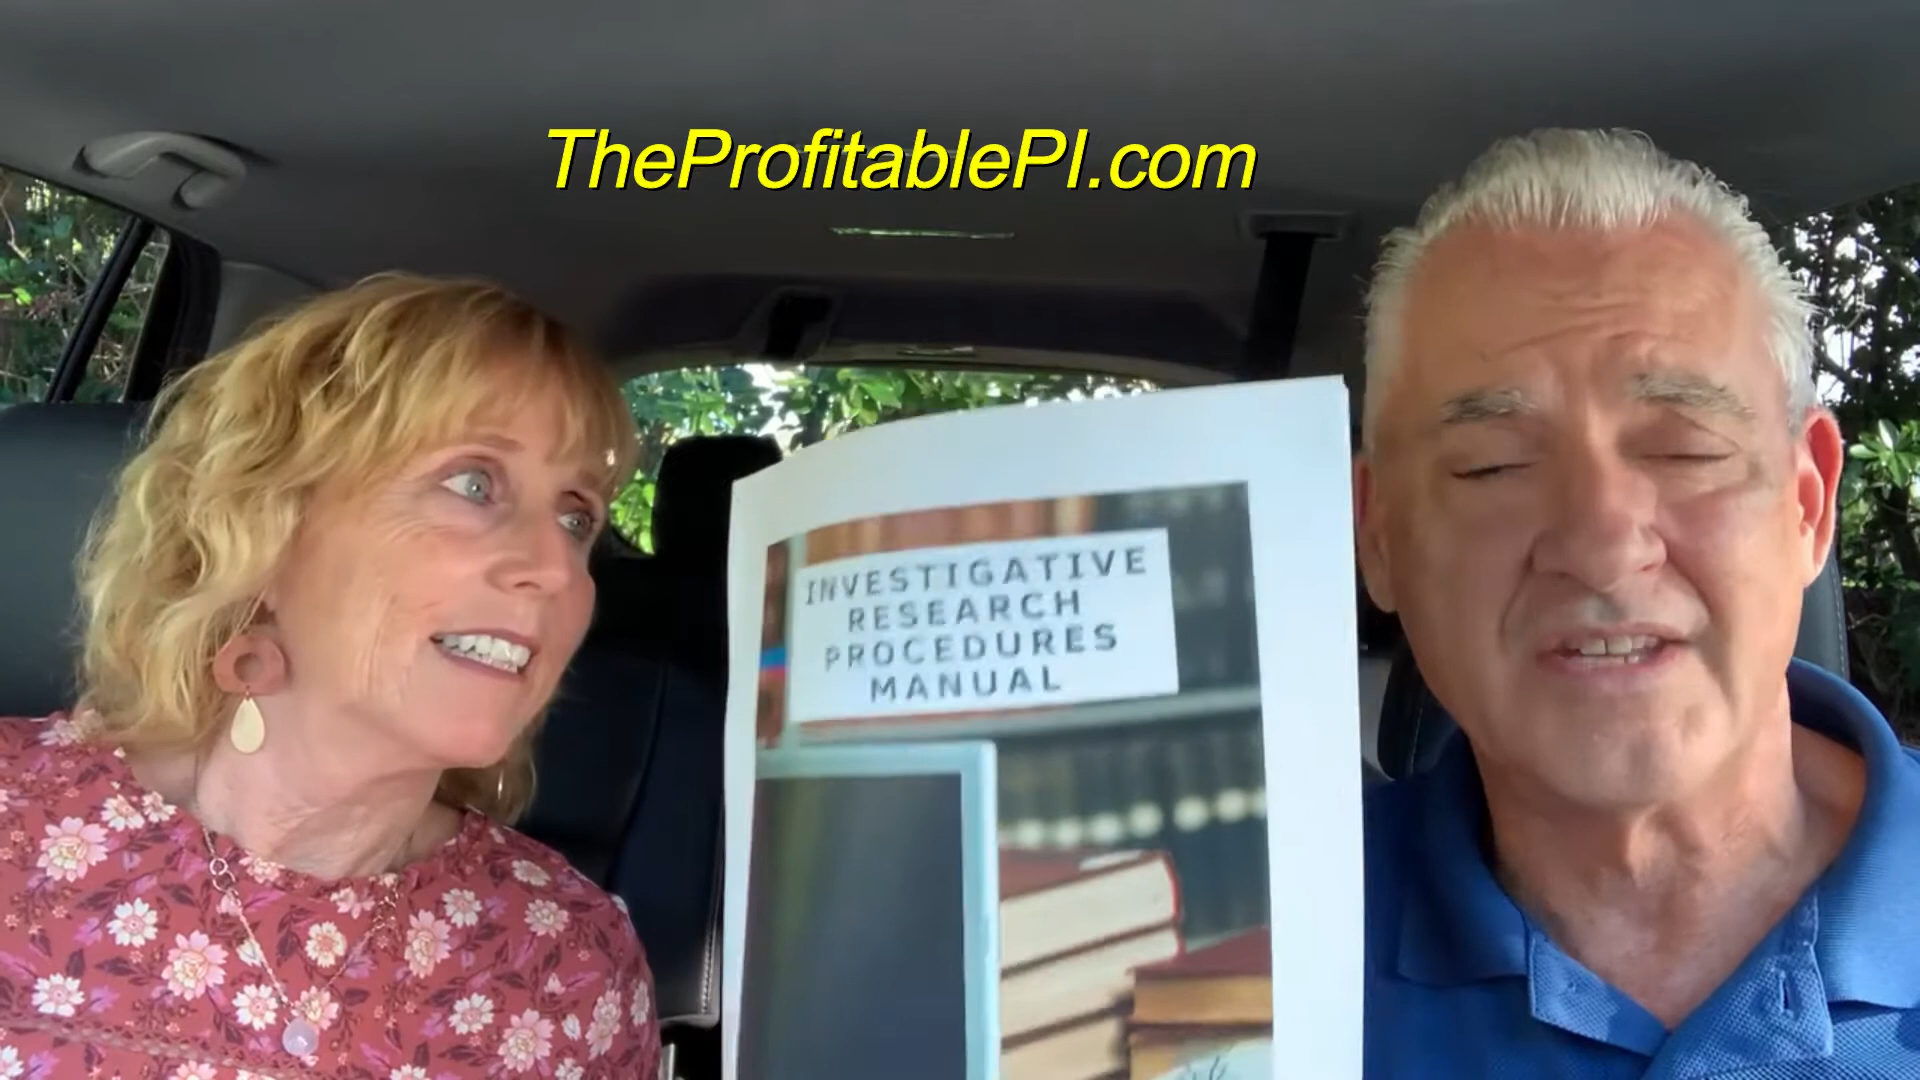 TheProfitablePI.com
INVESTIGATIVE
RESEARCH
PROCEDURES
MANUAL